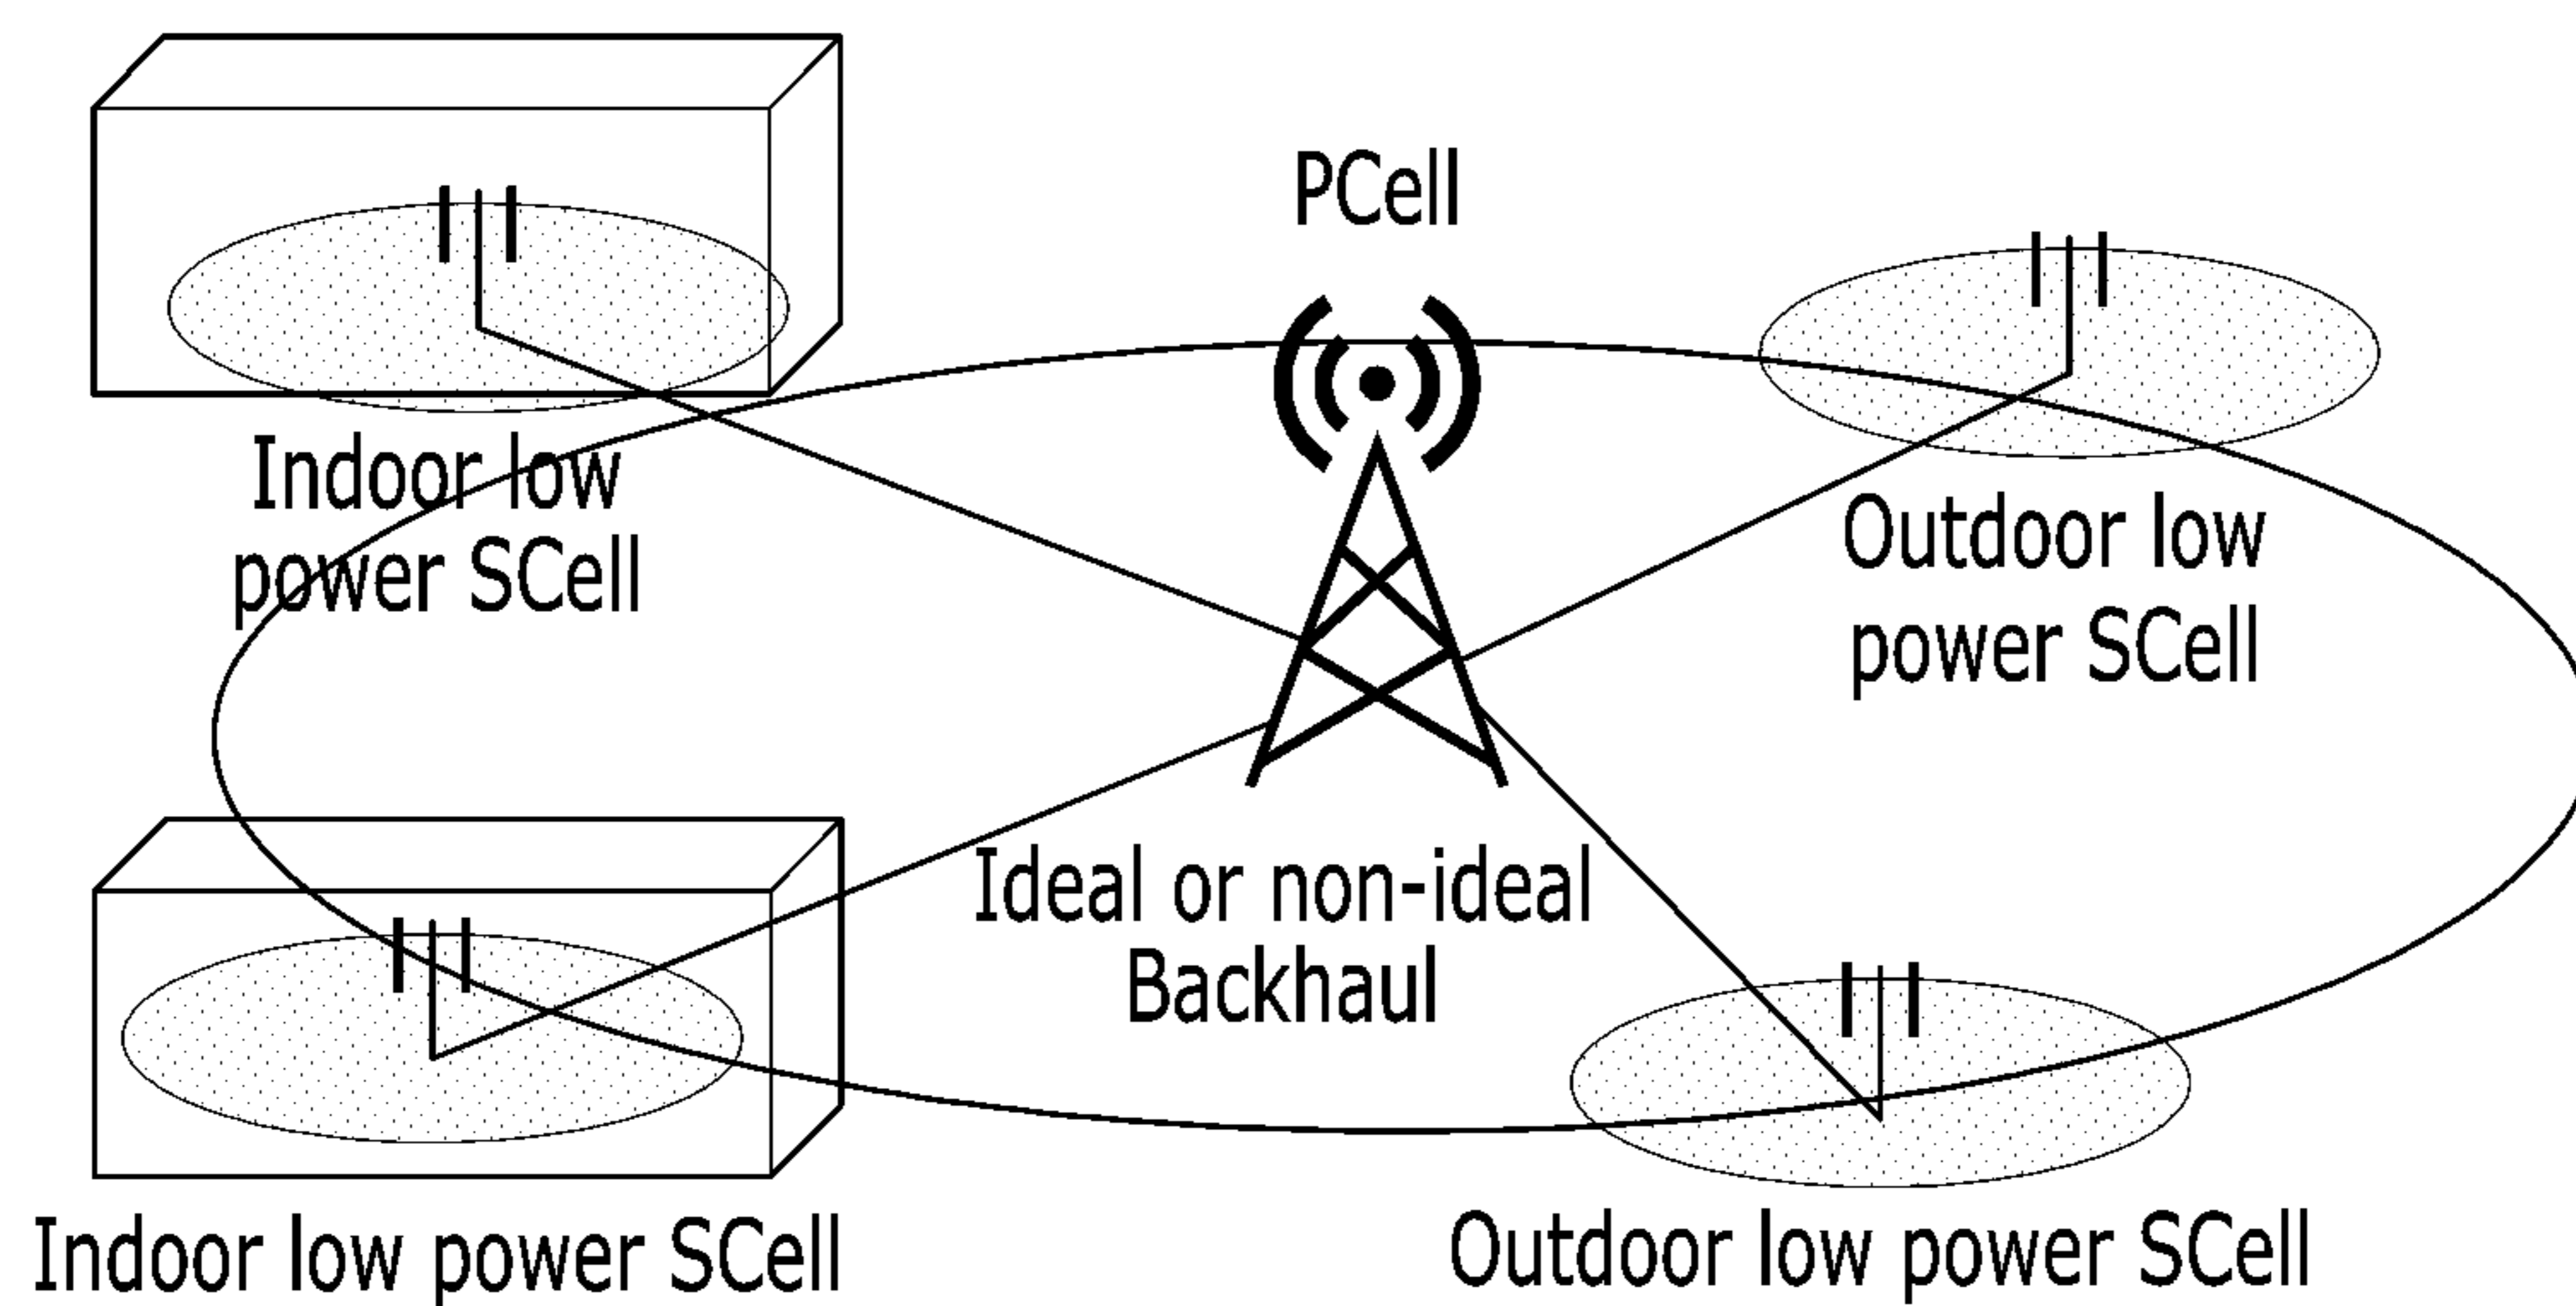 PCell
Indoor low
power SCell
Outdoor low
power SCell
Ideal or non-ideal
Backhaul
Indoor low power SCell
Outdoor low power SCell